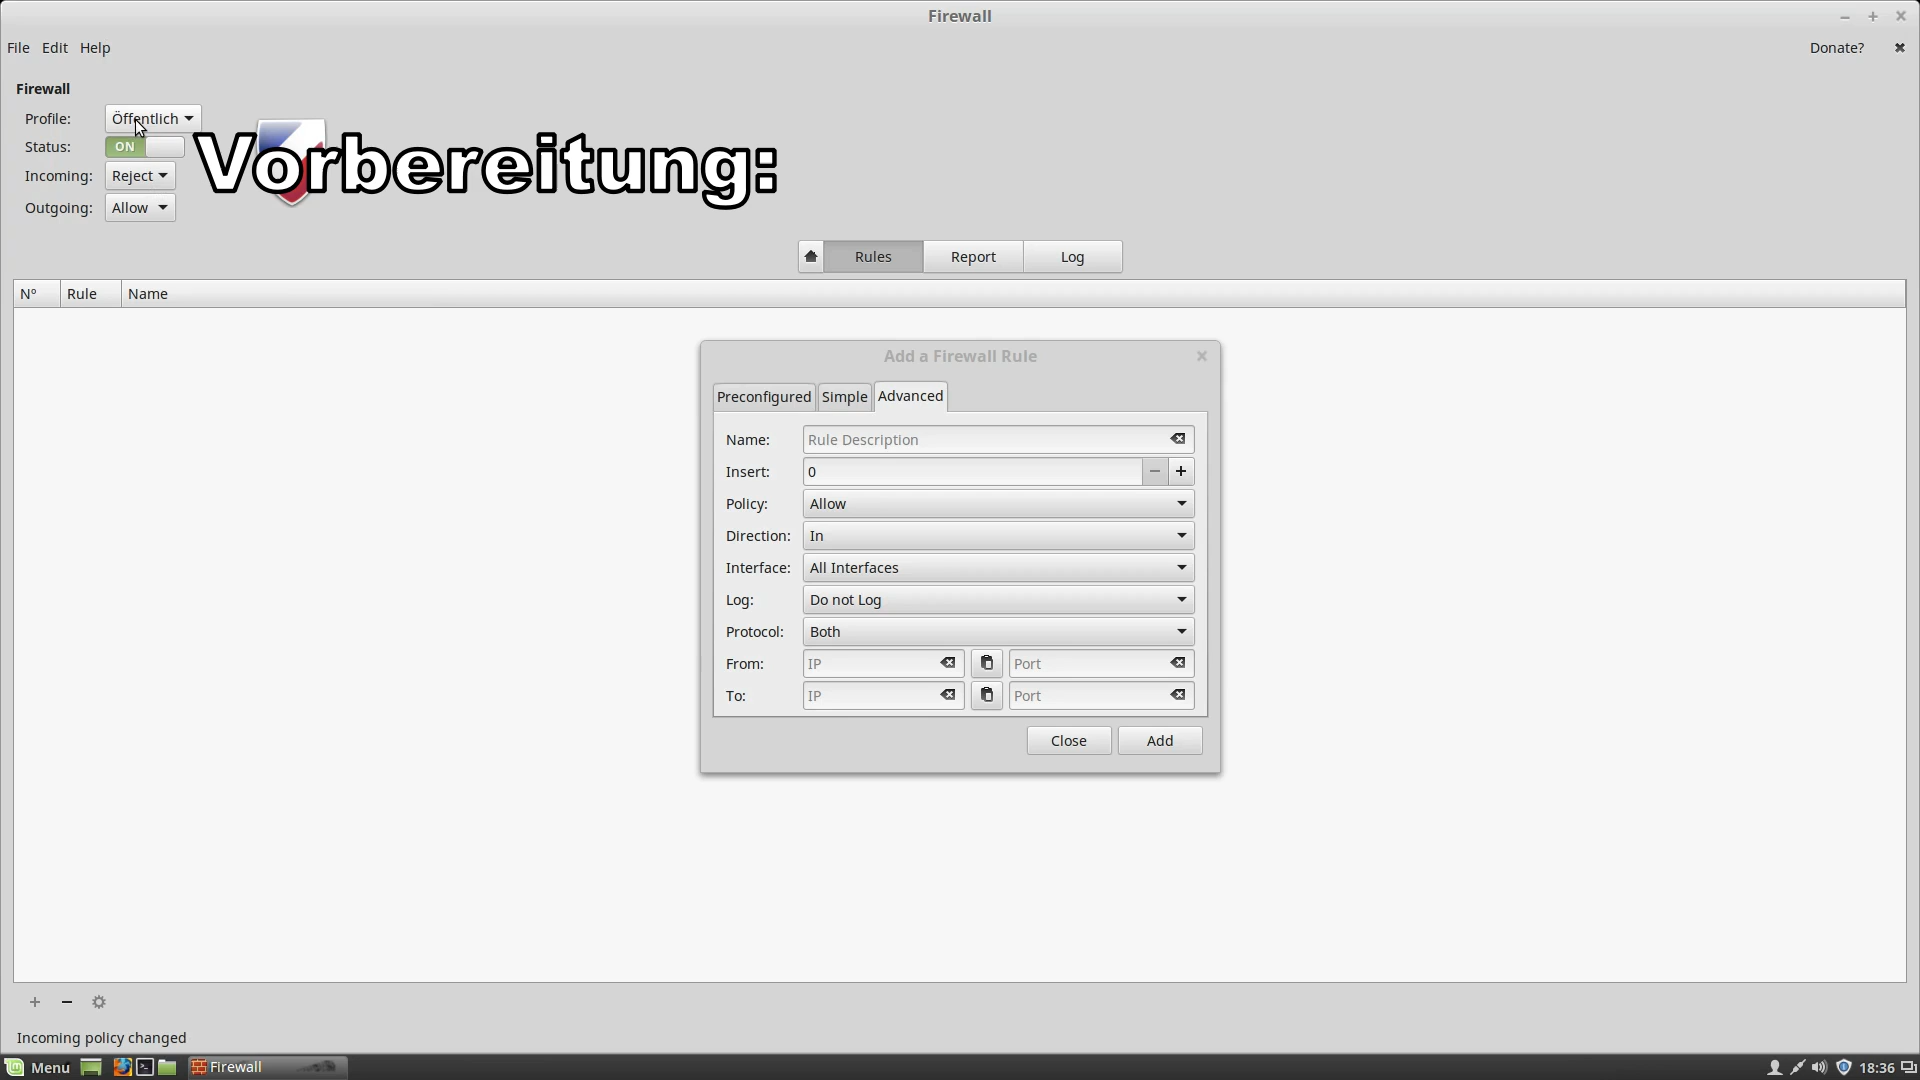 Firewall
File Edit Help
Donate?
Firewall
Profile: Öffentlich
Status: ON
Vorbereitung:
Incoming: Reject
Outgoing: Allow
Rules Report Log
Nº Rule Name
Add a Firewall Rule
Preconfigured Simple Advanced
Name: Rule Description
Insert: 0
Policy: Allow
Direction: In
Interface: All Interfaces
Log: Do not Log
Protocol: Both
From: IP Port
To: IP Port
Close Add
Incoming policy changed
Menu Firewall 18:36